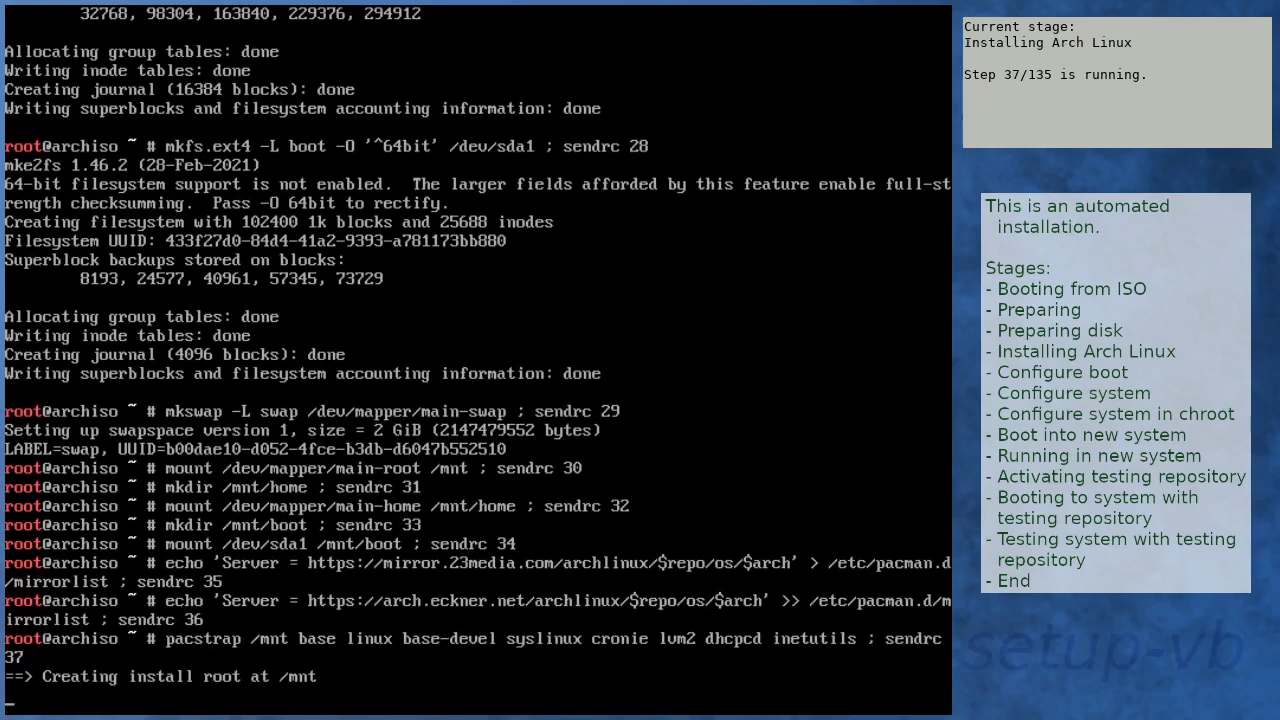 32768, 98304, 163840, 229376, 294912
Allocating group tables: done
Writing inode tables: done
Creating journal (16384 blocks): done
Writing superblocks and filesystem accounting information: done
root@archiso ~ # mkfs.ext4 -L boot -O '^64bit' /dev/sda1 ; sendrc 28
mke2fs 1.46.2 (28-Feb-2021)
64-bit filesystem support is not enabled.  The larger fields afforded by this feature enable full-st
rength checksumming.  Pass -O 64bit to rectify.
Creating filesystem with 102400 1k blocks and 25688 inodes
Filesystem UUID: 433f27d0-84d4-41a2-9393-a781173bb880
Superblock backups stored on blocks:
8193, 24577, 40961, 57345, 73729
Allocating group tables: done
Writing inode tables: done
Creating journal (4096 blocks): done
Writing superblocks and filesystem accounting information: done
root@archiso ~ # mkswap -L swap /dev/mapper/main-swap ; sendrc 29
Setting up swapspace version 1, size = 2 GiB (2147479552 bytes)
LABEL=swap, UUID=b00dae10-d052-4fce-b3db-d6047b552510
root@archiso ~ # mount /dev/mapper/main-root /mnt ; sendrc 30
root@archiso ~ # mkdir /mnt/home ; sendrc 31
root@archiso ~ # mount /dev/mapper/main-home /mnt/home ; sendrc 32
root@archiso ~ # mkdir /mnt/boot ; sendrc 33
root@archiso ~ # mount /dev/sda1 /mnt/boot ; sendrc 34
root@archiso ~ # echo 'Server = https://mirror.23media.com/archlinux/$repo/os/$arch' > /etc/pacman.d
/mirrorlist ; sendrc 35
root@archiso ~ # echo 'Server = https://arch.eckner.net/archlinux/$repo/os/$arch' >> /etc/pacman.d/m
irrorlist ; sendrc 36
root@archiso ~ # pacstrap /mnt base linux base-devel syslinux cronie lvm2 dhcpcd inetutils ; sendrc
37
==> Creating install root at /mnt
_
Current stage:
Installing Arch Linux
Step 37/135 is running.
This is an automated
installation.
Stages:
- Booting from ISO
- Preparing
- Preparing disk
- Installing Arch Linux
- Configure boot
- Configure system
- Configure system in chroot
- Boot into new system
- Running in new system
- Activating testing repository
- Booting to system with
testing repository
- Testing system with testing
repository
- End
setup-vb